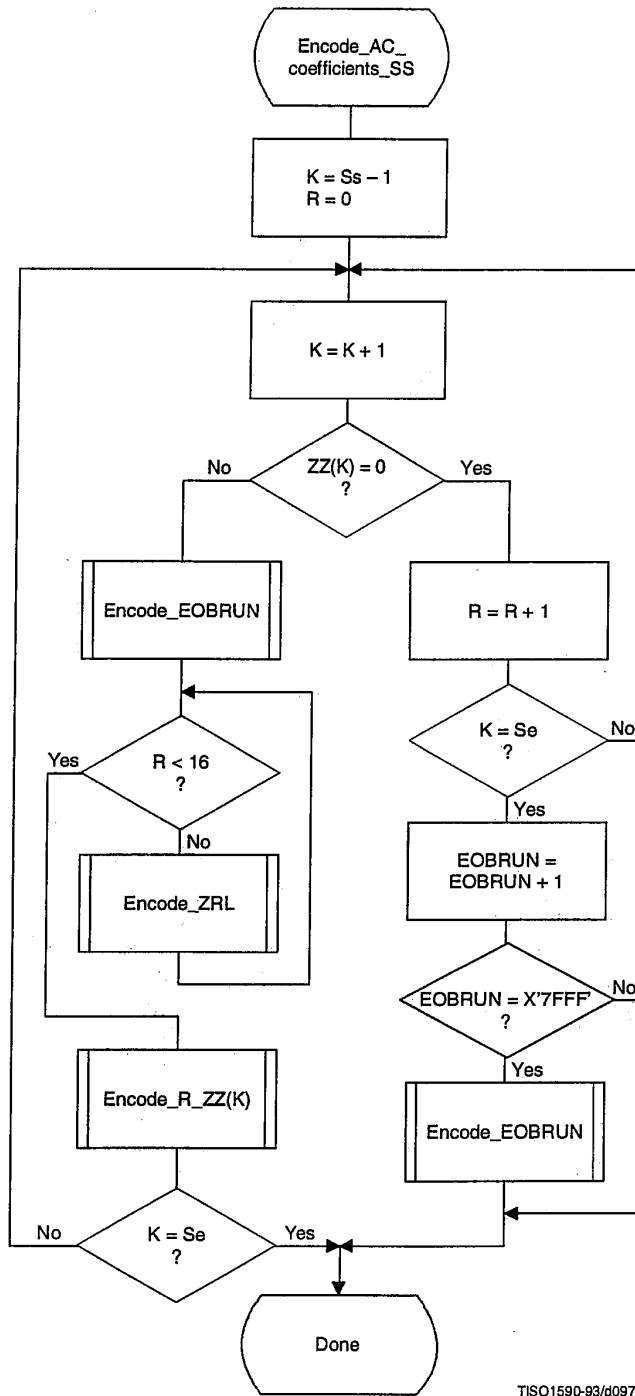 Encode_AC_
coefficients_SS
K = Ss – 1
R = 0
K = K + 1
ZZ(K) = 0
?
No
Yes
Encode_EOBRUN
R = R + 1
K = Se
?
No
Yes
R < 16
?
Yes
No
Encode_ZRL
EOBRUN =
EOBRUN + 1
EOBRUN = X'7FFF'
?
No
Yes
Encode_R_ZZ(K)
Encode_EOBRUN
K = Se
?
No
Yes
Done
TISO1590-93/d097